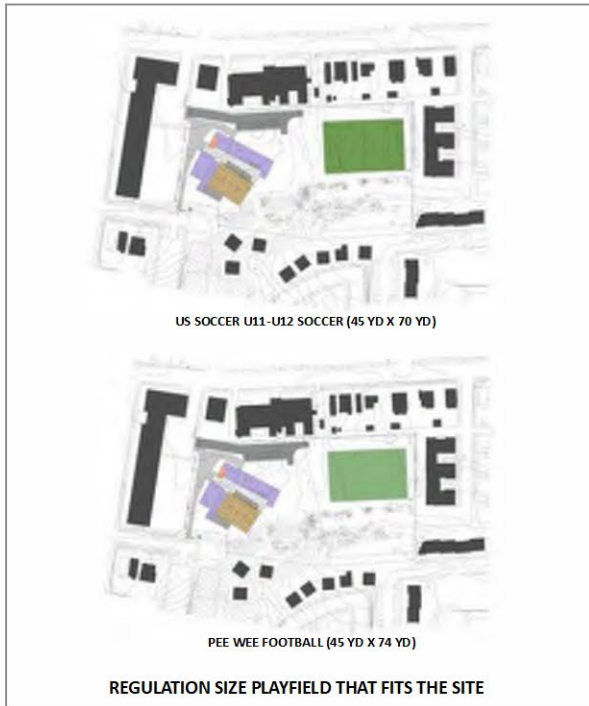 US SOCCER U11-U12 SOCCER (45 YD X 70 YD)
PEE WEE FOOTBALL (45 YD X 74 YD)
REGULATION SIZE PLAYFIELD THAT FITS THE SITE